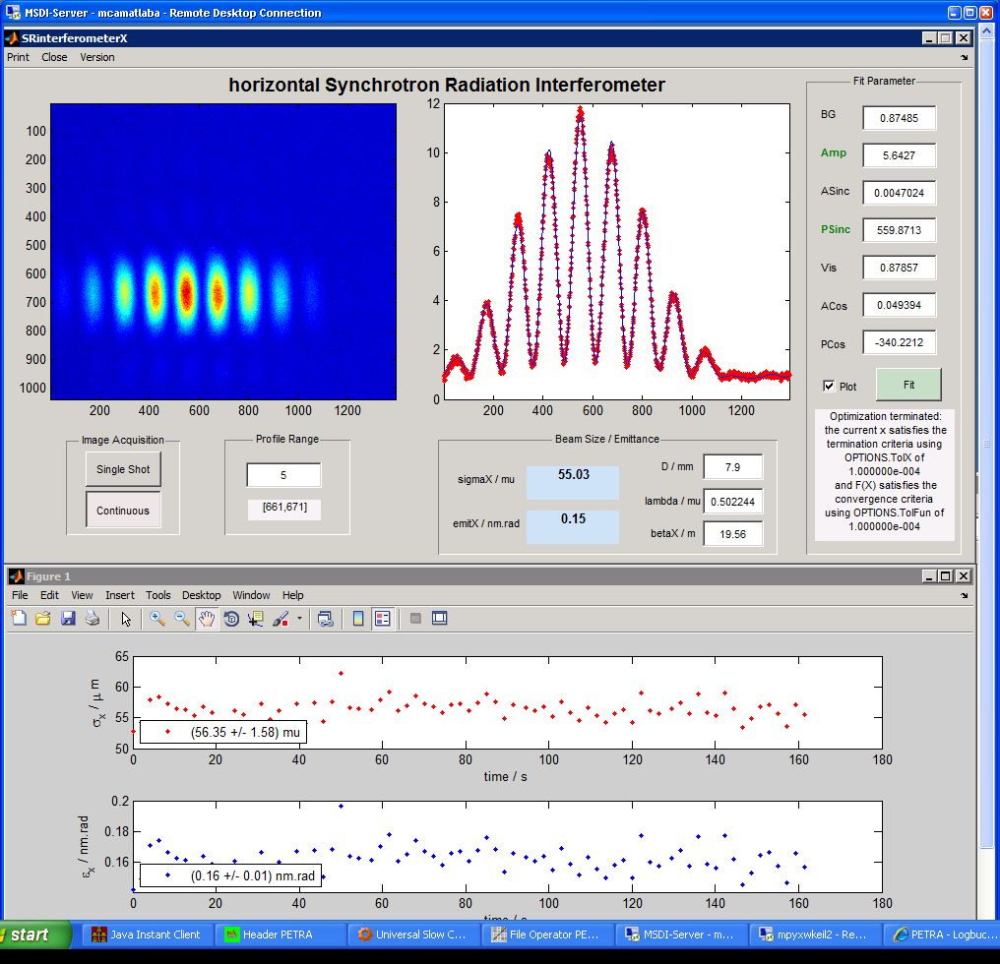 MSDI-Server - mcamatlaba - Remote Desktop Connection
SRinterferometerX
Print Close Version
horizontal Synchrotron Radiation Interferometer
100
200
300
400
500
600
700
800
900
1000
200 400 600 800 1000 1200
12
10
8
6
4
2
0
200 400 600 800 1000 1200
Fit Parameter
BG 0.87485
Amp 5.6427
ASinc 0.0047024
PSinc 559.8713
Vis 0.87857
ACos 0.049394
PCos -340.2212
Plot Fit
Optimization terminated:
the current x satisfies the
termination criteria using
OPTIONS.TolX of
1.000000e-004
and F(X) satisfies the
convergence criteria
using OPTIONS.TolFun of
1.000000e-004
Image Acquisition
Single Shot
Continuous
Profile Range
5
[661,671]
Beam Size / Emittance
sigmaX / mu 55.03
emitX / nm.rad 0.15
D / mm 7.9
lambda / mu 0.502244
betaX / m 19.56
Figure 1
File Edit View Insert Tools Desktop Window Help
65
60
55
50
σx / μ m
(56.35 +/- 1.58) mu
0 20 40 60 80 100 120 140 160 180
time / s
0.2
0.18
0.16
εx / nm.rad
(0.16 +/- 0.01) nm.rad
0 20 40 60 80 100 120 140 160 180
time / s
start
Java Instant Client
Header PETRA
Universal Slow C...
File Operator PE...
MSDI-Server - m...
mpyxwkeil2 - Re...
PETRA - Logbuc...